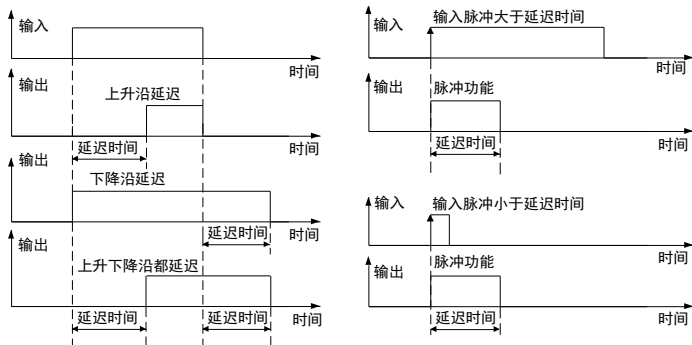 输入
时间
输出
上升沿延迟
延迟时间
时间
输出
下降沿延迟
延迟时间
时间
输出
上升下降沿都延迟
延迟时间
延迟时间
时间
输入
输入脉冲大于延迟时间
时间
输出
脉冲功能
延迟时间
时间
输入
输入脉冲小于延迟时间
时间
输出
脉冲功能
延迟时间
时间